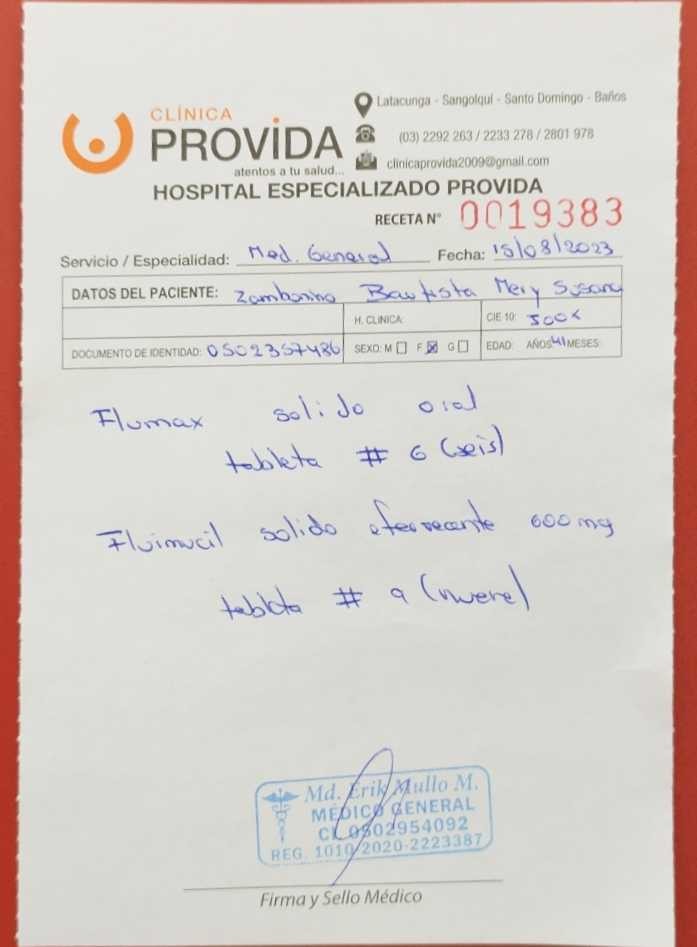 CLÍNICA
PROVIDA
atentos a tu salud...
Latacunga - Sangolquí - Santo Domingo - Baños
(03) 2292 263 / 2233 278 / 2801 978
clinicaprovida2009@gmail.com
HOSPITAL ESPECIALIZADO PROVIDA
RECETA N° 0019383
Servicio / Especialidad: Med. General Fecha: 15/08/2023
DATOS DEL PACIENTE: Zambonino Bautista Mery Susana
H. CLINICA: CIE 10: J00X
DOCUMENTO DE IDENTIDAD: 0502357486 SEXO: M F G EDAD: AÑOS 41 MESES:
Flumax solido oral
tableta # 6 (seis)
Fluimucil solido efervecente 600 mg
tableta # 9 (nueve)
Md. Erik Mullo M.
MÉDICO GENERAL
CI. 0502954092
REG. 1010-2020-2223387
Firma y Sello Médico